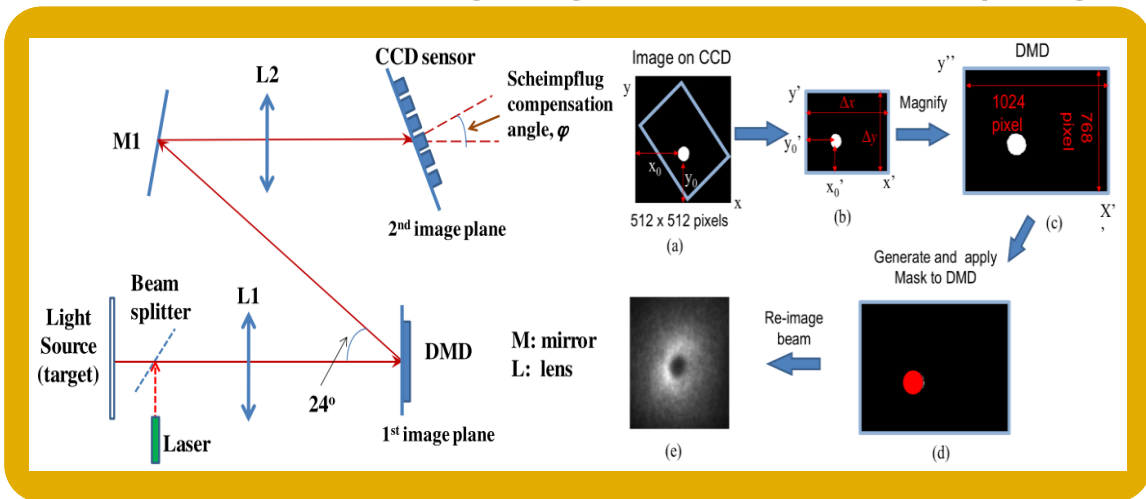 CCD sensor
L2
Scheimpflug
compensation
angle, φ
M1
2nd image plane
Beam
splitter
L1
Light
Source
(target)
DMD
M: mirror
L: lens
24o
Laser
1st image plane
Image on CCD
y
x0
y0
x
512 x 512 pixels
(a)
y'
Δx
Δy
y0'
x0'
x'
(b)
Magnify
DMD
y''
1024
pixel
768
pixel
X'
'
(c)
Generate and apply
Mask to DMD
(d)
Re-image
beam
(e)